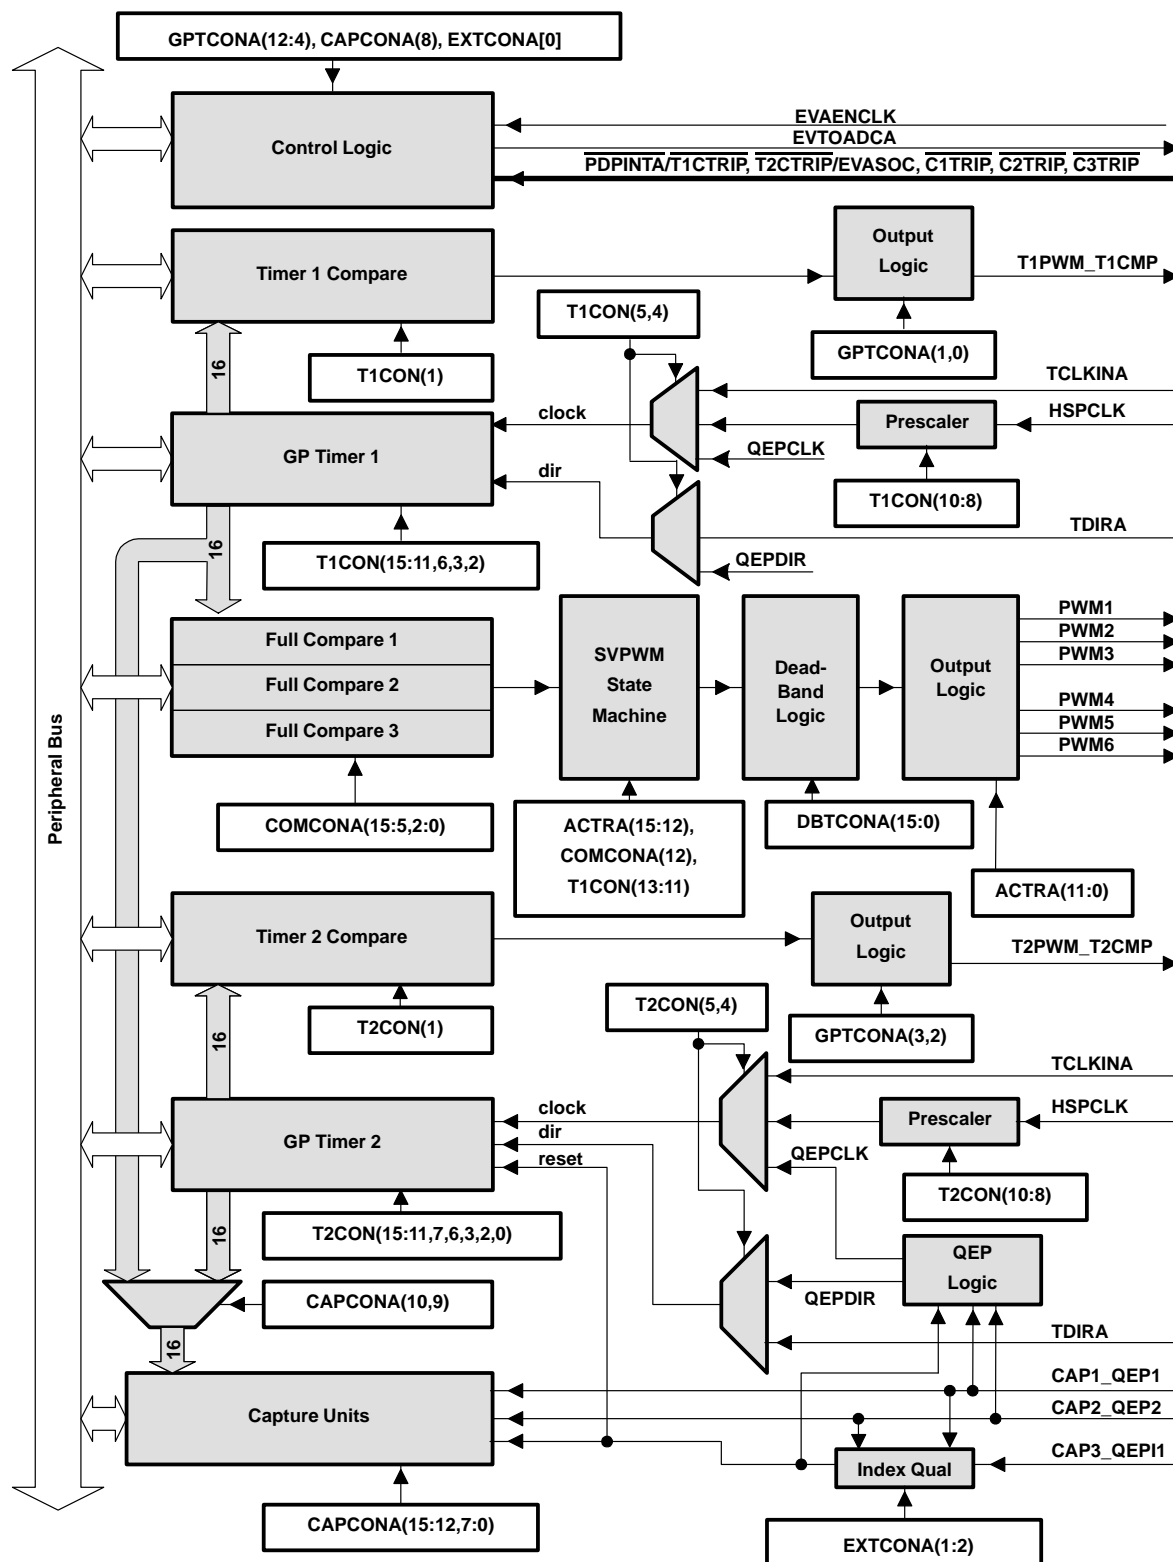 GPTCONA(12:4), CAPCONA(8), EXTCONA[0]
Control Logic
EVAENCLK
EVTOADCA
PDPINTA/T1CTRIP, T2CTRIP/EVASOC, C1TRIP, C2TRIP, C3TRIP
Timer 1 Compare
Output
Logic
T1PWM_T1CMP
T1CON(5,4)
GPTCONA(1,0)
16
T1CON(1)
TCLKINA
clock
Prescaler
HSPCLK
GP Timer 1
QEPCLK
dir
T1CON(10:8)
TDIRA
16
T1CON(15:11,6,3,2)
QEPDIR
Full Compare 1
Full Compare 2
Full Compare 3
SVPWM
State
Machine
Dead-
Band
Logic
Output
Logic
PWM1
PWM2
PWM3
PWM4
PWM5
PWM6
Peripheral Bus
COMCONA(15:5,2:0)
ACTRA(15:12),
COMCONA(12),
T1CON(13:11)
DBTCONA(15:0)
ACTRA(11:0)
Timer 2 Compare
Output
Logic
T2PWM_T2CMP
T2CON(5,4)
T2CON(1)
GPTCONA(3,2)
16
TCLKINA
clock
Prescaler
HSPCLK
GP Timer 2
dir
QEPCLK
reset
T2CON(10:8)
16
T2CON(15:11,7,6,3,2,0)
QEP
Logic
CAPCONA(10,9)
QEPDIR
TDIRA
16
CAP1_QEP1
Capture Units
CAP2_QEP2
Index Qual
CAP3_QEPI1
CAPCONA(15:12,7:0)
EXTCONA(1:2)